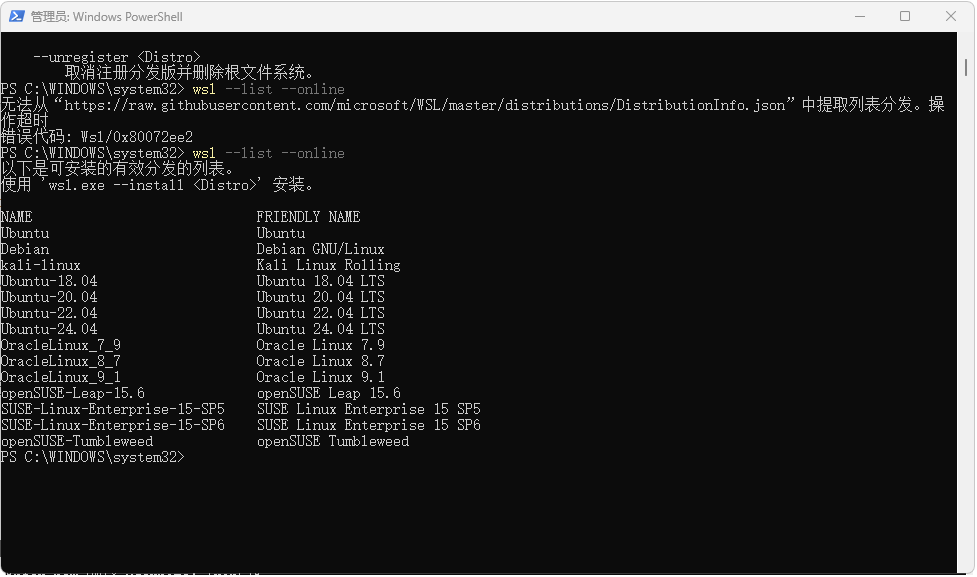 管理员: Windows PowerShell
--unregister <Distro>
取消注册分发版并删除根文件系统。
PS C:\WINDOWS\system32> wsl --list --online
无法从“https://raw.githubusercontent.com/microsoft/WSL/master/distributions/DistributionInfo.json”中提取列表分发。操
作超时
错误代码: Wsl/0x80072ee2
PS C:\WINDOWS\system32> wsl --list --online
以下是可安装的有效分发的列表。
使用 'wsl.exe --install <Distro>' 安装。
NAME FRIENDLY NAME
Ubuntu Ubuntu
Debian Debian GNU/Linux
kali-linux Kali Linux Rolling
Ubuntu-18.04 Ubuntu 18.04 LTS
Ubuntu-20.04 Ubuntu 20.04 LTS
Ubuntu-22.04 Ubuntu 22.04 LTS
Ubuntu-24.04 Ubuntu 24.04 LTS
OracleLinux_7_9 Oracle Linux 7.9
OracleLinux_8_7 Oracle Linux 8.7
OracleLinux_9_1 Oracle Linux 9.1
openSUSE-Leap-15.6 openSUSE Leap 15.6
SUSE-Linux-Enterprise-15-SP5 SUSE Linux Enterprise 15 SP5
SUSE-Linux-Enterprise-15-SP6 SUSE Linux Enterprise 15 SP6
openSUSE-Tumbleweed openSUSE Tumbleweed
PS C:\WINDOWS\system32>